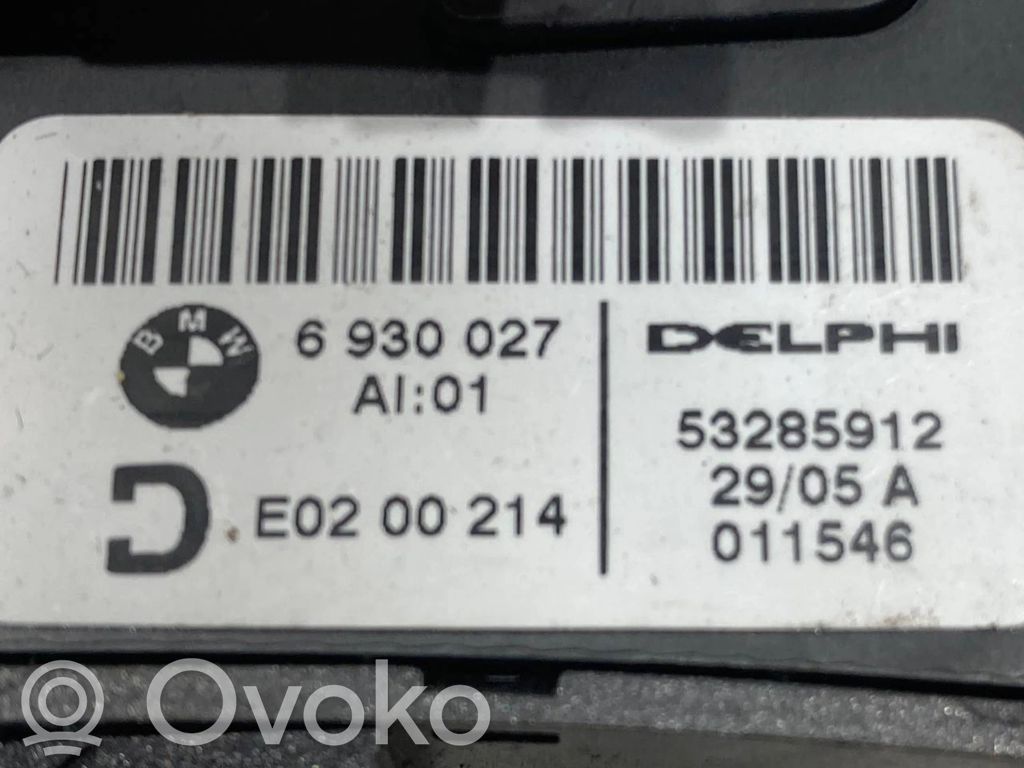 BMW
6 930 027
AI:01
E02 00 214
DELPHI
53285912
29/05 A
011546
Ovoko